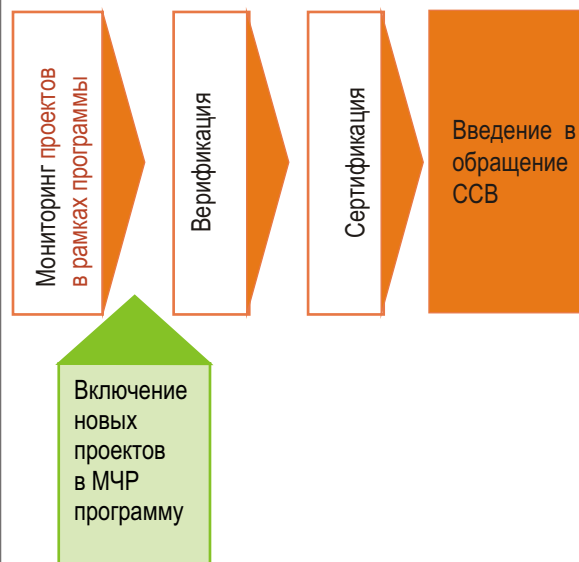 Мониторинг проектов
в рамках программы
Верификация
Сертификация
Введение в
обращение
ССВ
Включение
новых
проектов
в МЧР
программу